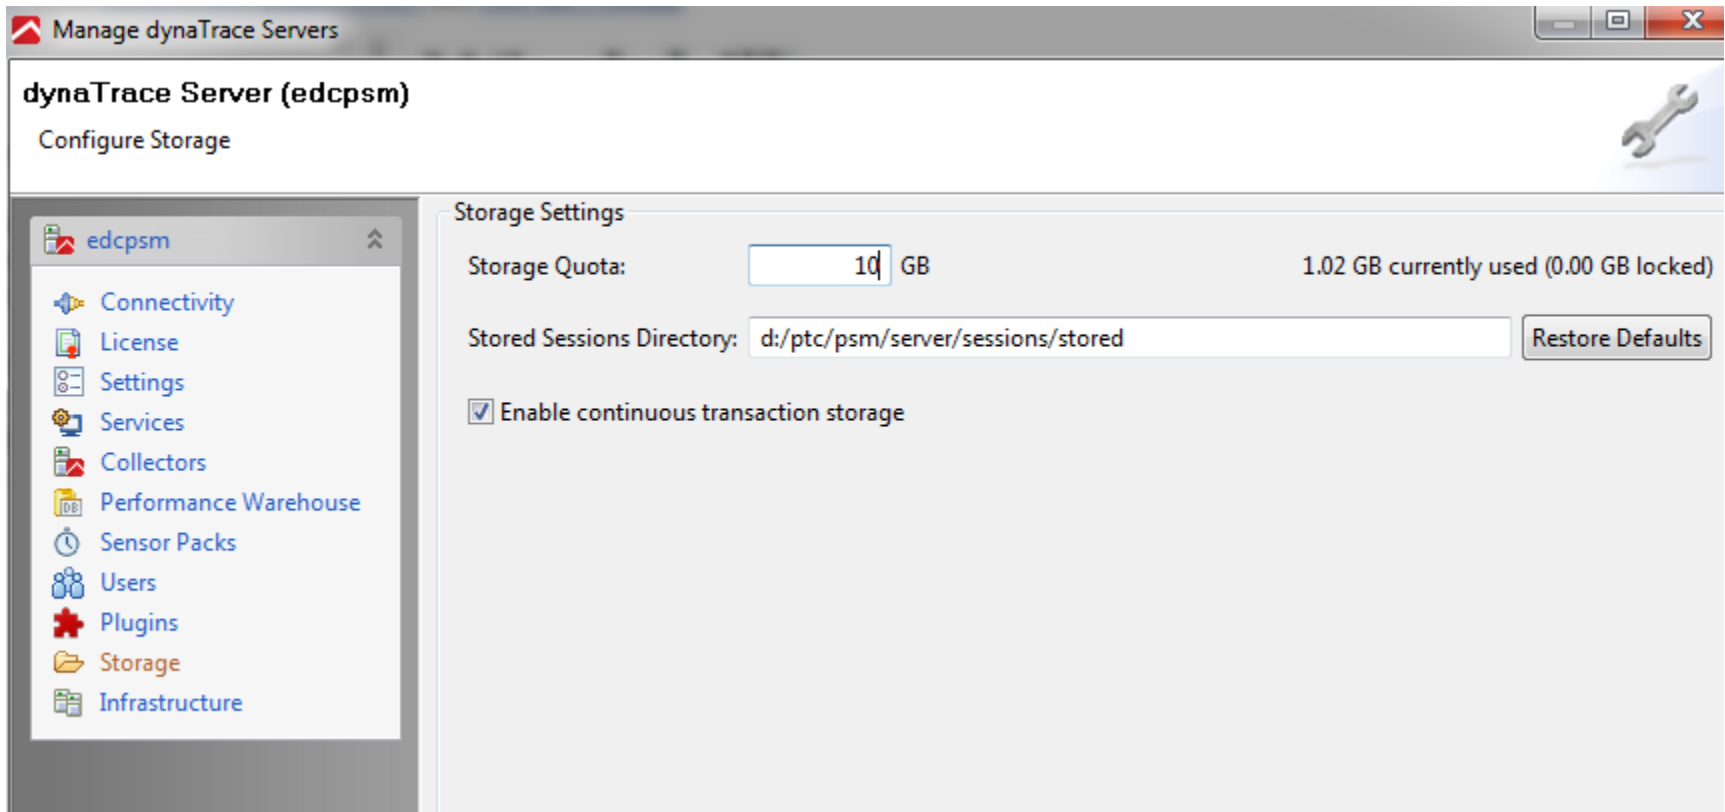 Manage dynaTrace Servers
dynaTrace Server (edcpsm)
Configure Storage
edcpsm
Connectivity
License
Settings
Services
Collectors
Performance Warehouse
Sensor Packs
Users
Plugins
Storage
Infrastructure
Storage Settings
Storage Quota: 10 GB 1.02 GB currently used (0.00 GB locked)
Stored Sessions Directory: d:/ptc/psm/server/sessions/stored Restore Defaults
Enable continuous transaction storage